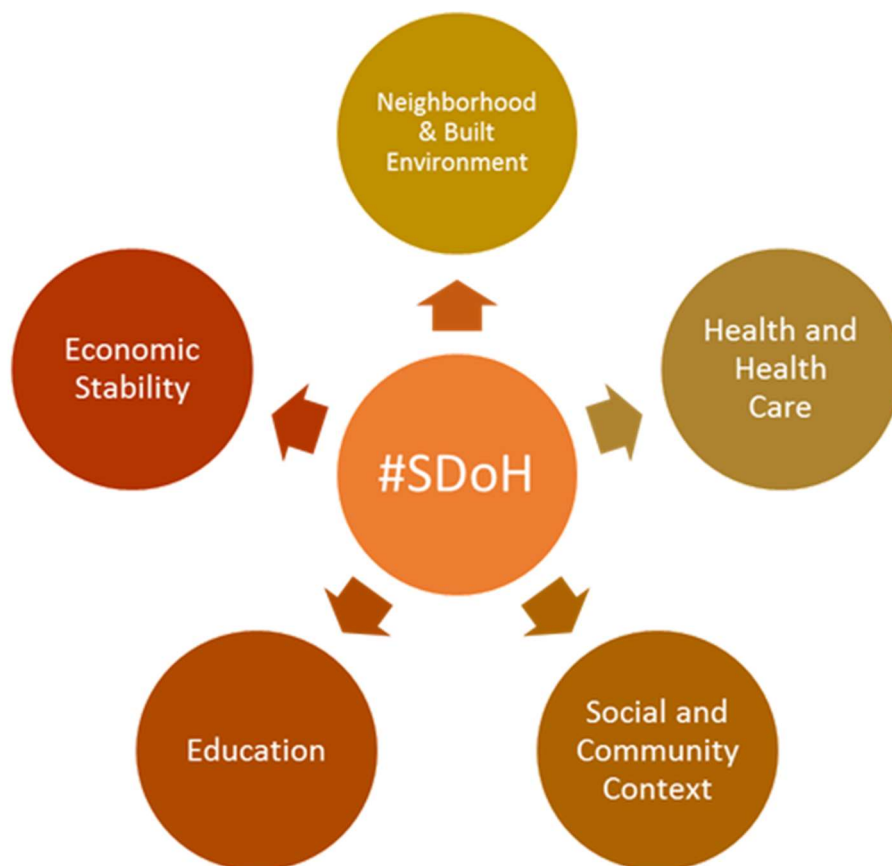 Neighborhood
& Built
Environment
Economic
Stability
Health and
Health
Care
#SDoH
Education
Social and
Community
Context